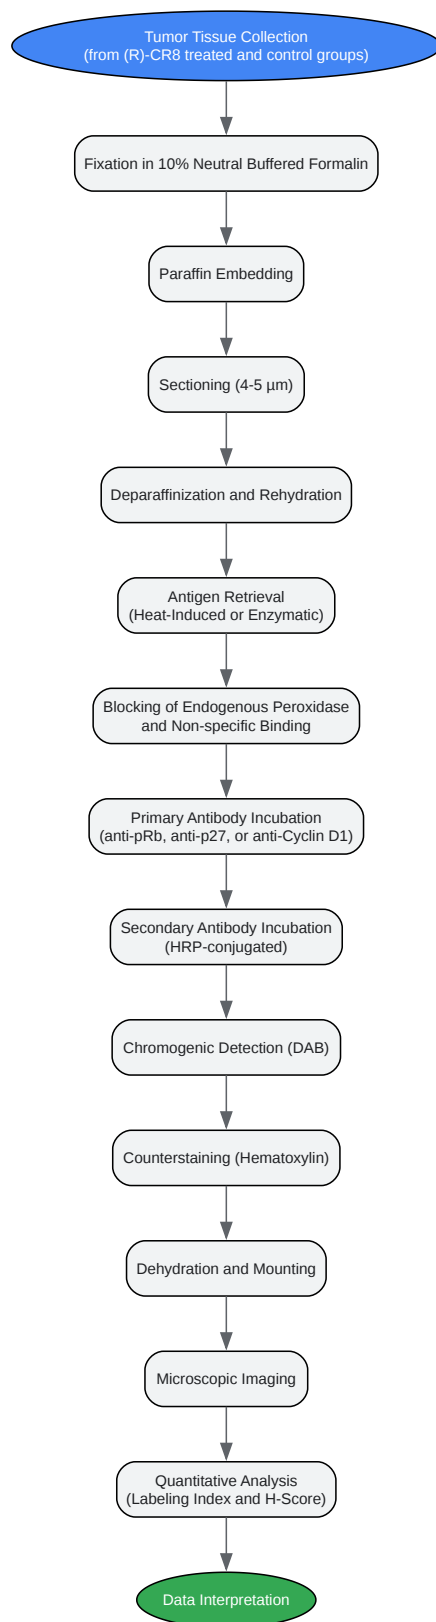 Tumor Tissue Collection
(from (R)-CR8 treated and control groups)
Fixation in 10% Neutral Buffered Formalin
Paraffin Embedding
Sectioning (4-5 µm)
Deparaffinization and Rehydration
Antigen Retrieval
(Heat-Induced or Enzymatic)
Blocking of Endogenous Peroxidase
and Non-specific Binding
Primary Antibody Incubation
(anti-pRb, anti-p27, or anti-Cyclin D1)
Secondary Antibody Incubation
(HRP-conjugated)
Chromogenic Detection (DAB)
Counterstaining (Hematoxylin)
Dehydration and Mounting
Microscopic Imaging
Quantitative Analysis
(Labeling Index and H-Score)
Data Interpretation